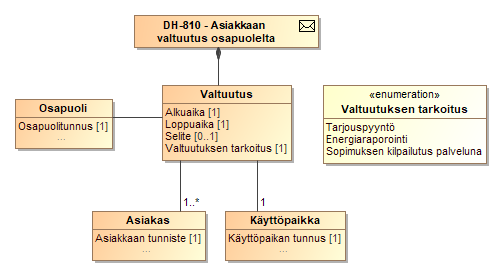 DH-810 - Asiakkaan
valtuutus osapuolelta
Valtuutus
Alkuaika [1]
Loppuaika [1]
Selite [0..1]
Valtuutuksen tarkoitus [1]
Osapuoli
Osapuolitunnus [1]
...
«enumeration»
Valtuutuksen tarkoitus
Tarjouspyyntö
Energiaraporointi
Sopimuksen kilpailutus palveluna
1..*
1
Asiakas
Asiakkaan tunniste [1]
...
Käyttöpaikka
Käyttöpaikan tunnus [1]
...